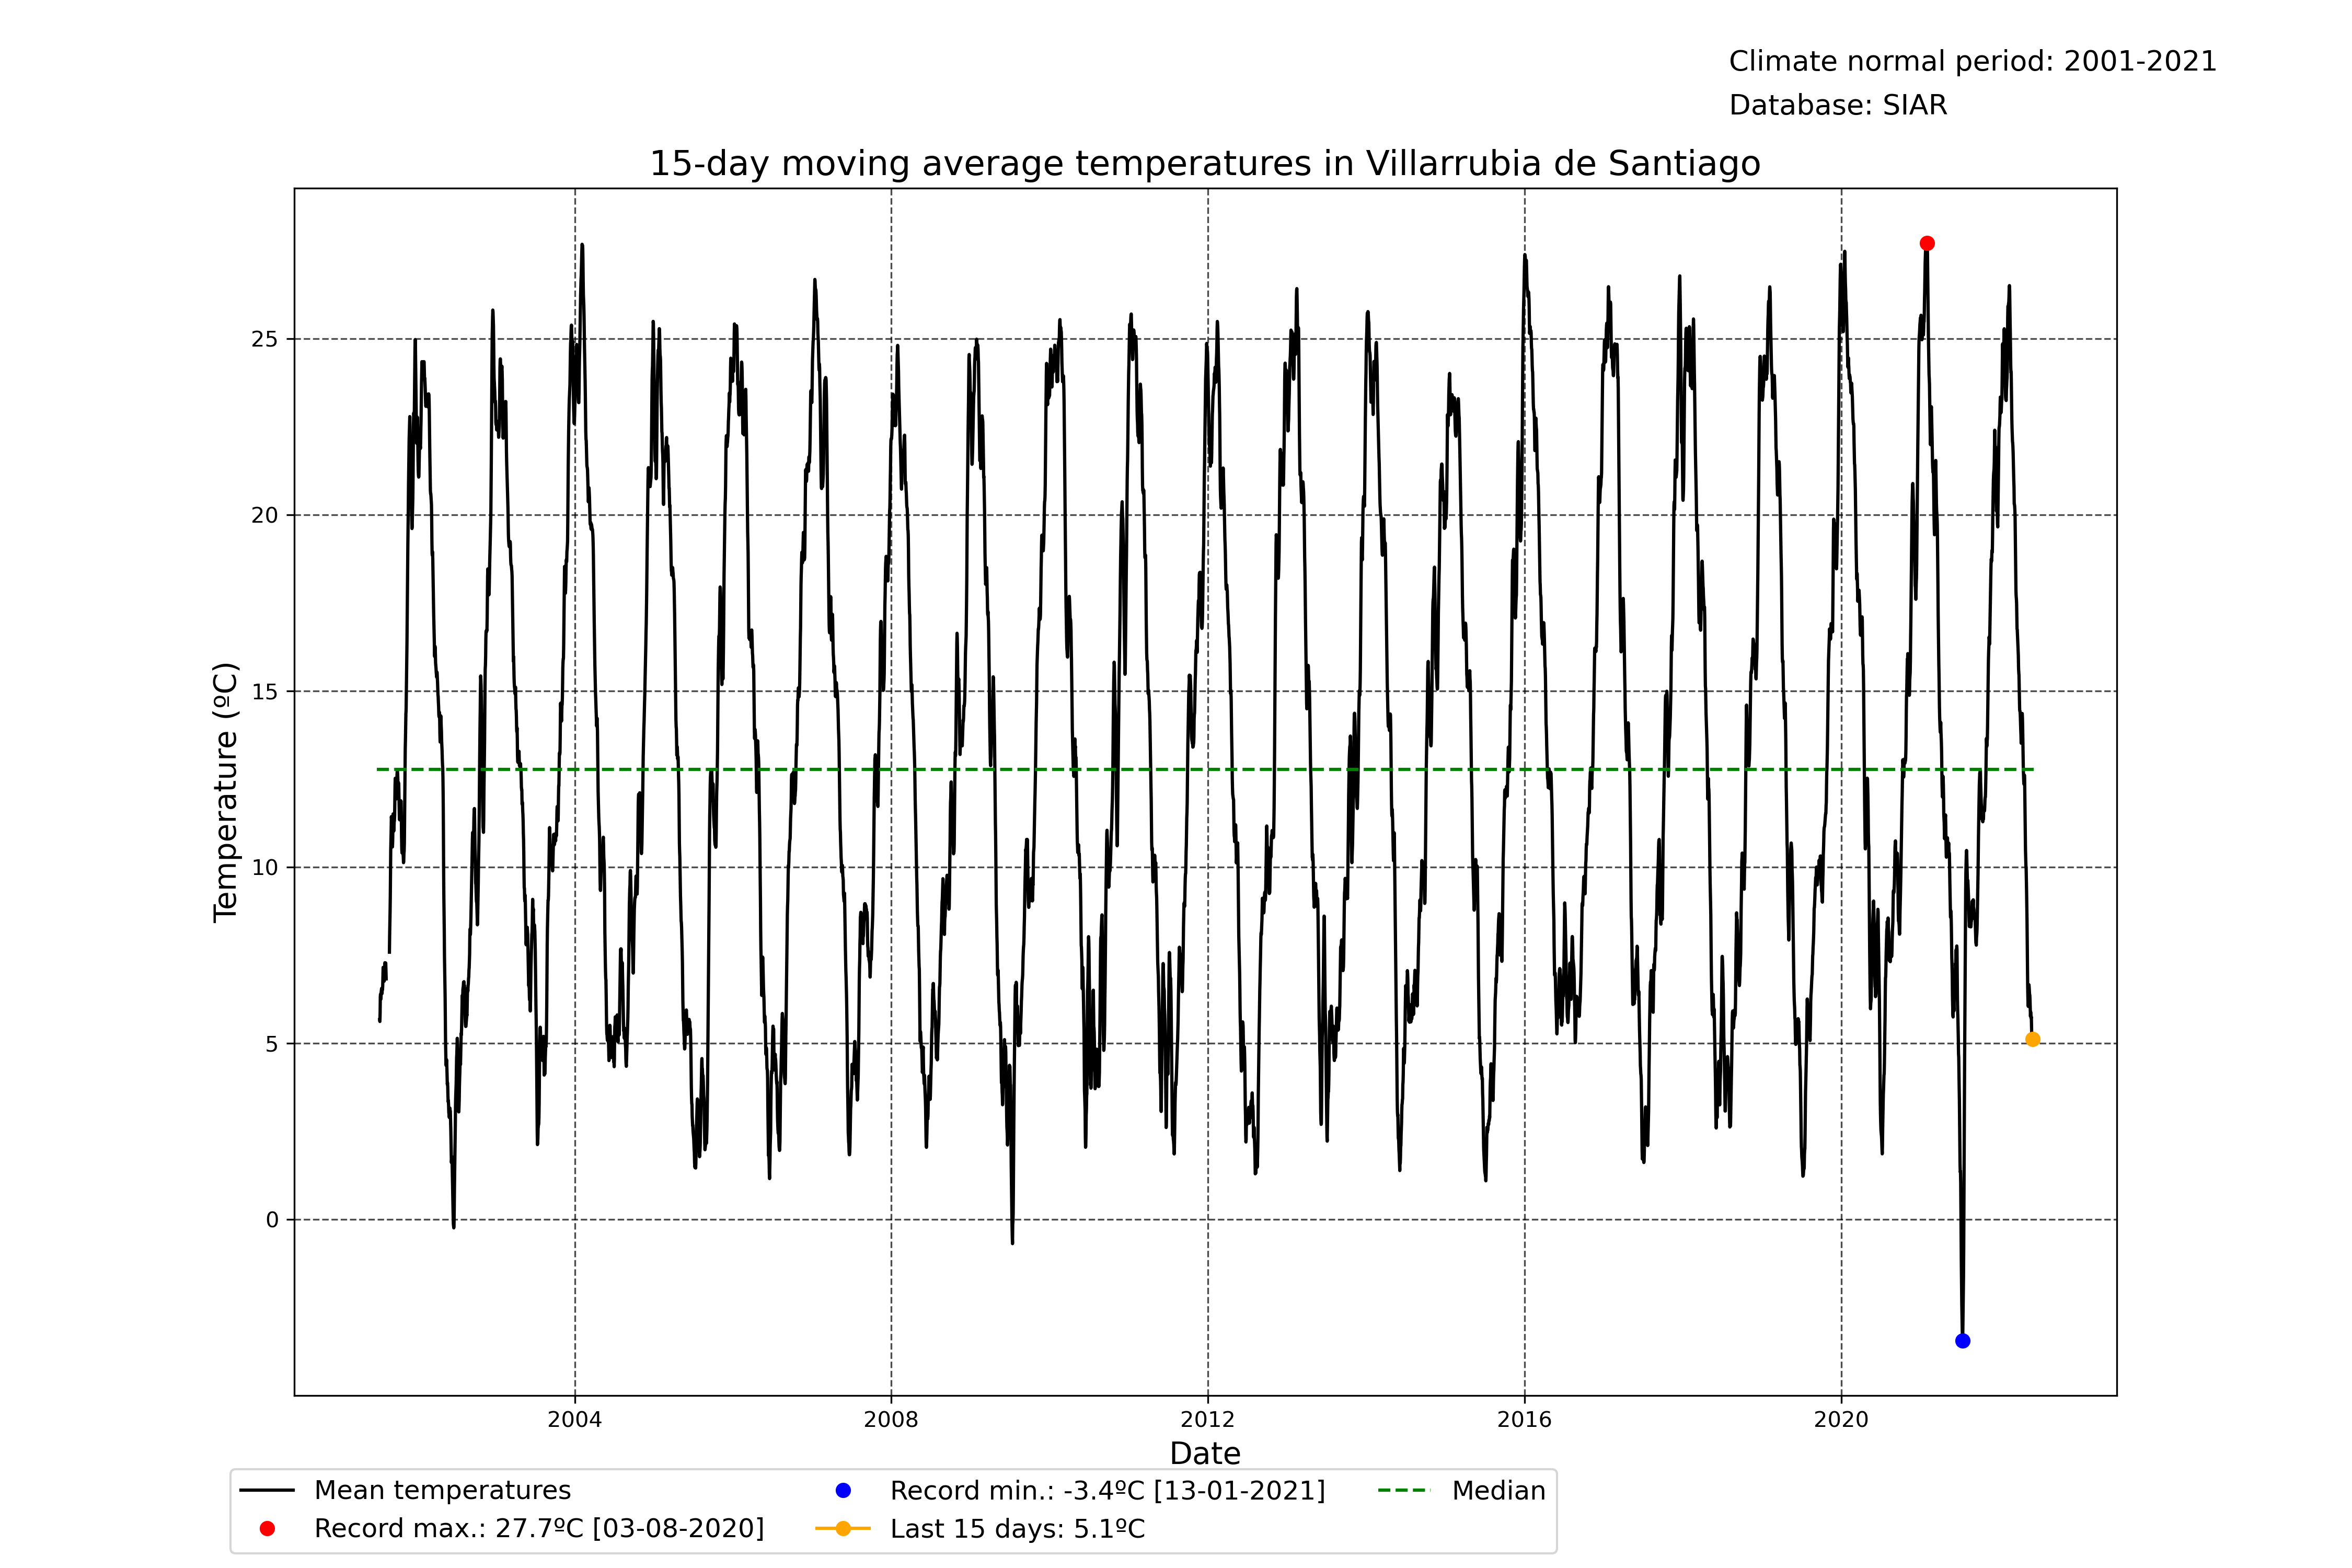 Climate normal period: 2001-2021
Database: SIAR
15-day moving average temperatures in Villarrubia de Santiago
Temperature (ºC)
25
20
15
10
5
0
2004
2008
2012
2016
2020
Date
Mean temperatures
Record max.: 27.7ºC [03-08-2020]
Record min.: -3.4ºC [13-01-2021]
Last 15 days: 5.1ºC
Median